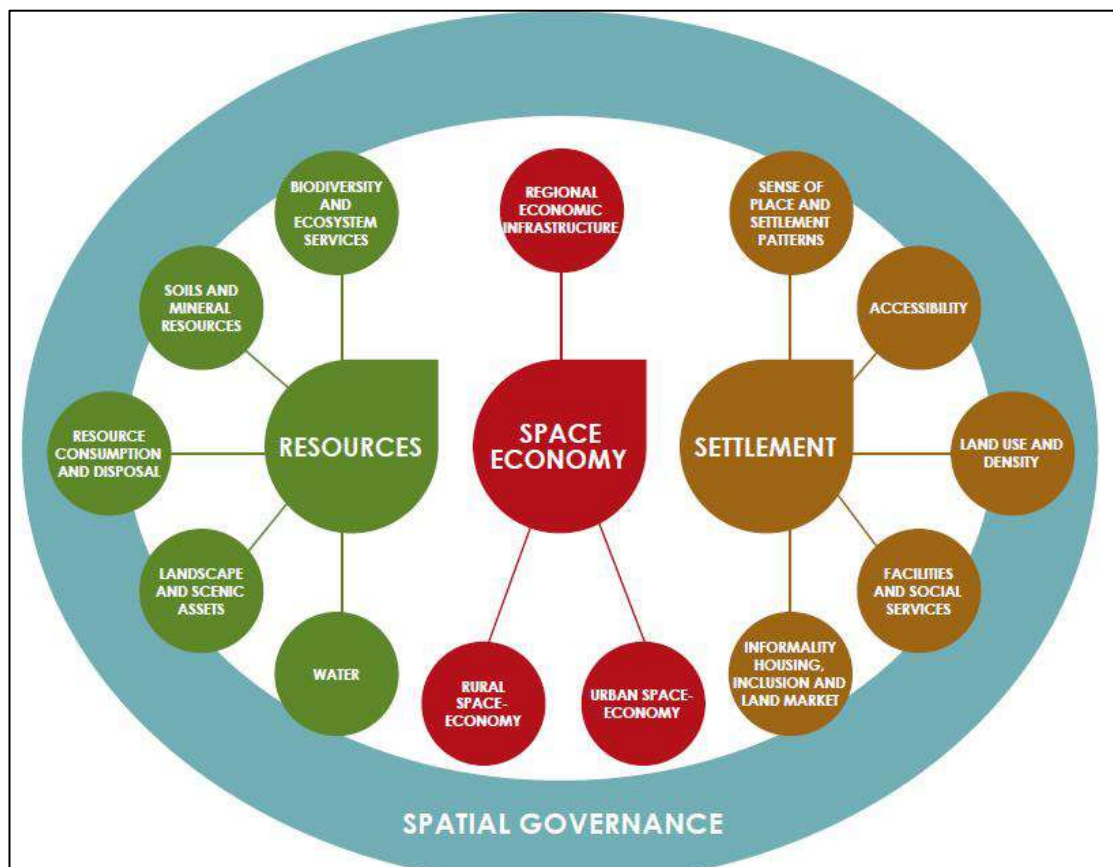 BIODIVERSITY
AND
ECOSYSTEM
SERVICES
SOILS AND
MINERAL
RESOURCES
RESOURCE
CONSUMPTION
AND DISPOSAL
LANDSCAPE
AND SCENIC
ASSETS
WATER
RESOURCES
REGIONAL
ECONOMIC
INFRASTRUCTURE
SPACE
ECONOMY
RURAL
SPACE-
ECONOMY
URBAN SPACE-
ECONOMY
SENSE OF
PLACE AND
SETTLEMENT
PATTERNS
ACCESSIBILITY
LAND USE AND
DENSITY
FACILITIES
AND SOCIAL
SERVICES
INFORMALITY
HOUSING,
INCLUSION AND
LAND MARKET
SETTLEMENT
SPATIAL GOVERNANCE